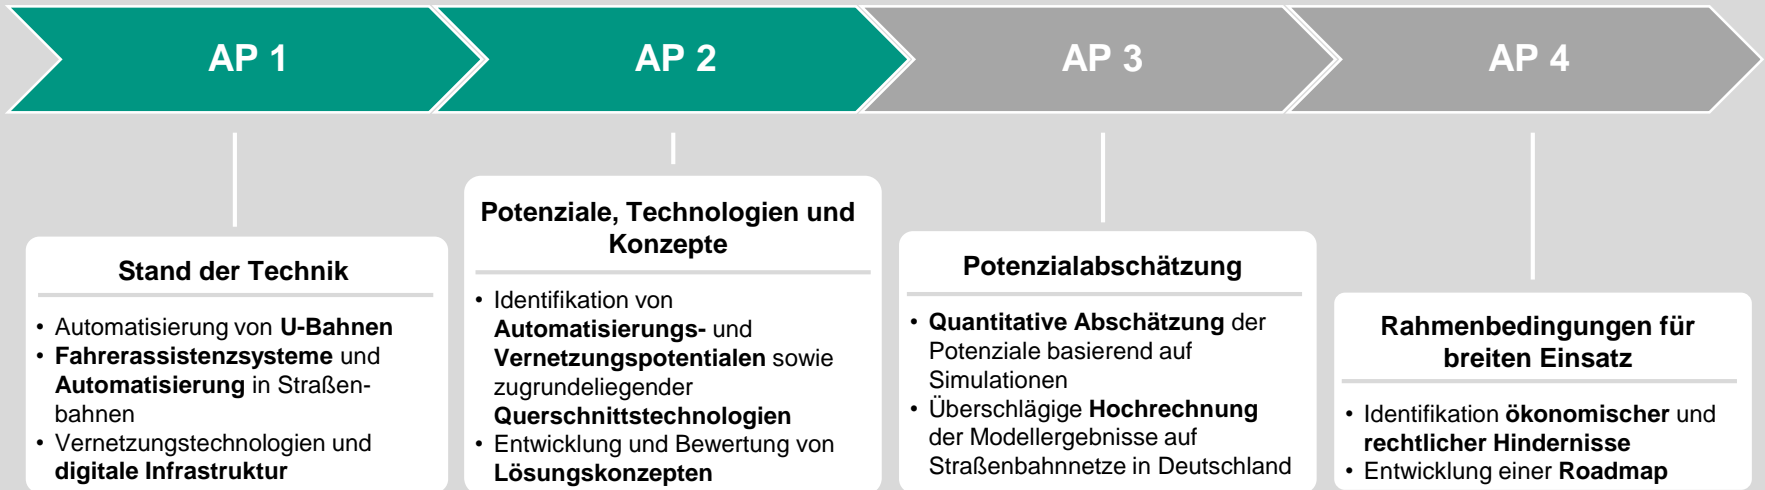 AP 1
AP 2
AP 3
AP 4
Stand der Technik
• Automatisierung von U-Bahnen
• Fahrerassistenzsysteme und
Automatisierung in Straßen-
bahnen
• Vernetzungstechnologien und
digitale Infrastruktur
Potenziale, Technologien und
Konzepte
• Identifikation von
Automatisierungs- und
Vernetzungspotentialen sowie
zugrundeliegender
Querschnittstechnologien
• Entwicklung und Bewertung von
Lösungskonzepten
Potenzialabschätzung
• Quantitative Abschätzung der
Potenziale basierend auf
Simulationen
• Überschlägige Hochrechnung
der Modellergebnisse auf
Straßenbahnnetze in Deutschland
Rahmenbedingungen für
breiten Einsatz
• Identifikation ökonomischer und
rechtlicher Hindernisse
• Entwicklung einer Roadmap